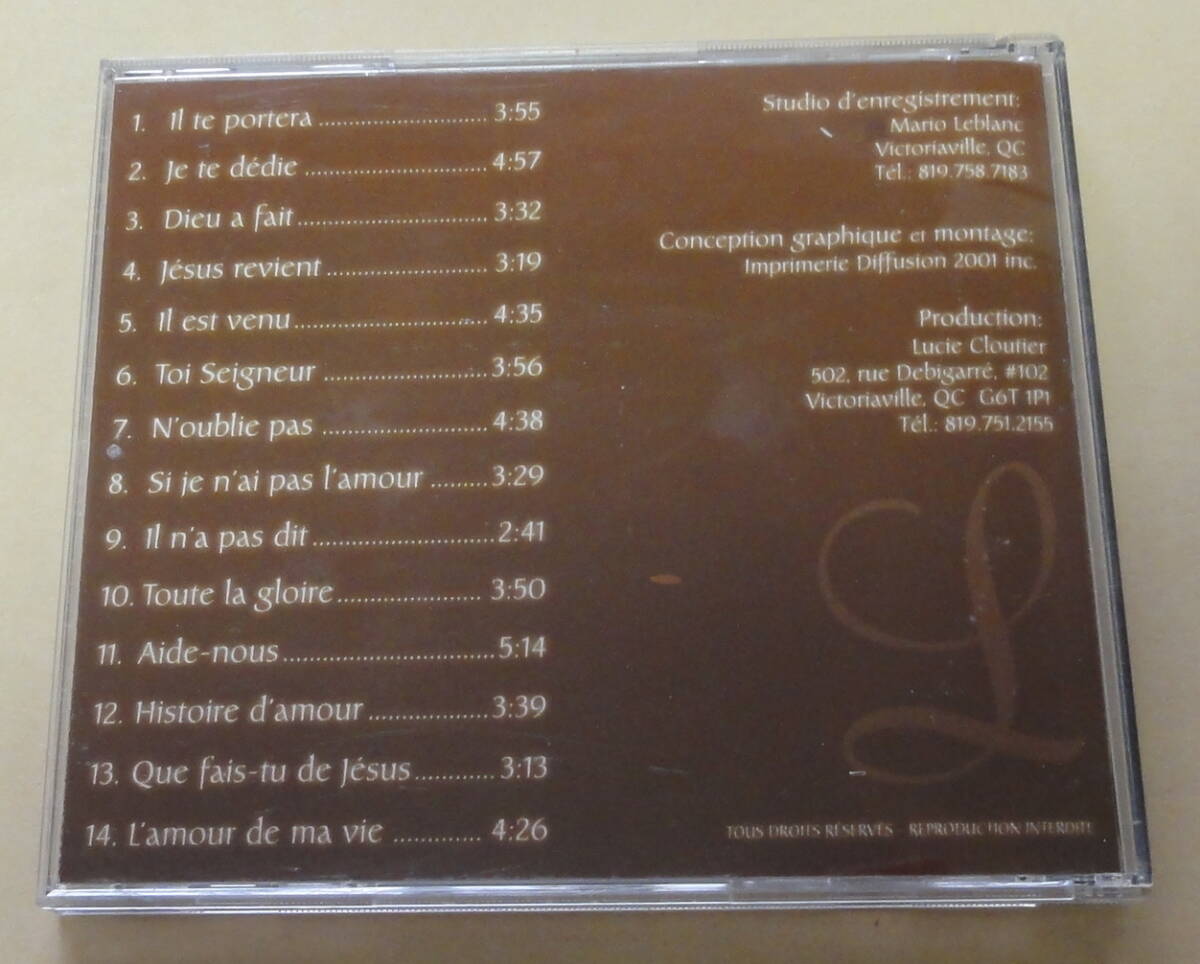 1. Il te portera ........................ 3:55
2. Je te dédie ........................... 4:57
3. Dieu a fait ............................ 3:32
4. Jésus revient ........................ 3:19
5. Il est venu ............................. 4:35
6. Toi Seigneur ......................... 3:56
7. N'oublie pas ......................... 4:38
8. Si je n'ai pas l'amour ......... 3:29
9. Il n'a pas dit ........................... 2:41
10. Toute la gloire ..................... 3:50
11. Aide-nous ............................... 5:14
12. Histoire d'amour .................. 3:39
13. Que fais-tu de Jésus ............ 3:13
14. L'amour de ma vie ............. 4:26
Studio d'enregistrement:
Mario Leblanc
Victoriaville, QC
Tél.: 819.758.7183
Conception graphique et montage:
Imprimerie Diffusion 2001 inc.
Production:
Lucie Cloutier
502, rue Debigarré, #102
Victoriaville, QC G6T 1P1
Tél.: 819.751.2155
L
TOUS DROITS RÉSERVÉS - REPRODUCTION INTERDITE